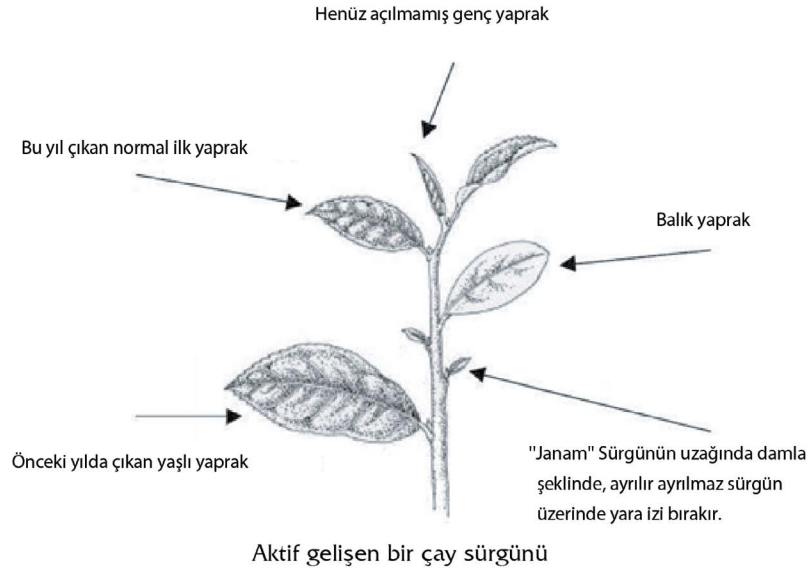 Henüz açılmamış genç yaprak
Bu yıl çıkan normal ilk yaprak
Balık yaprak
Önceki yılda çıkan yaşlı yaprak
"Janam" Sürgünün uzağında damla
şeklinde, ayrılır ayrılmaz sürgün
üzerinde yara izi bırakır.
Aktif gelişen bir çay sürgünü